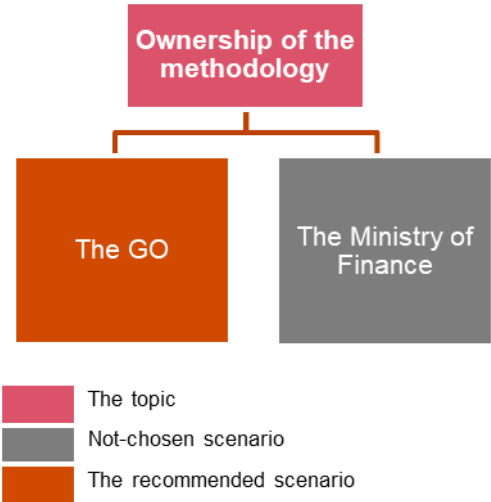 Ownership of the
methodology
The GO
The Ministry of
Finance
The topic
Not-chosen scenario
The recommended scenario